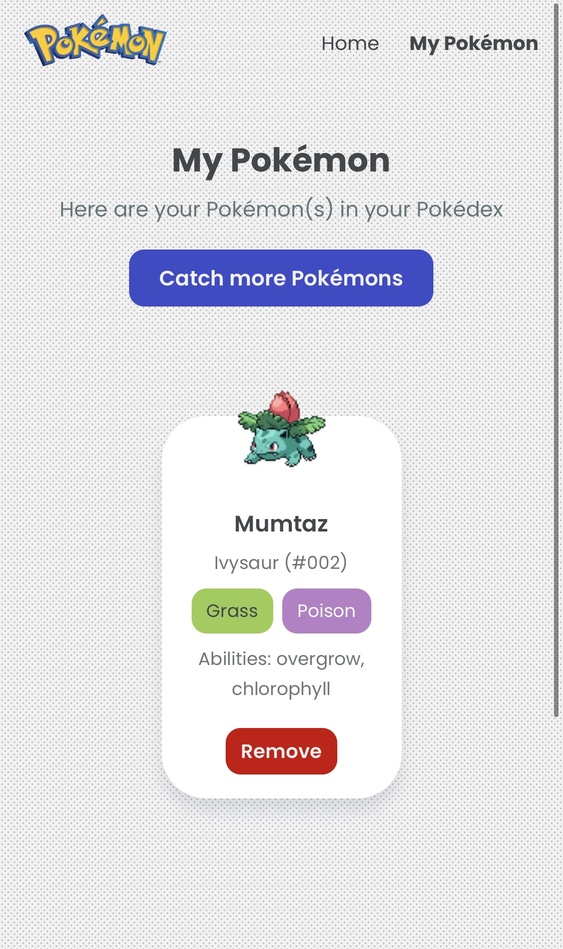 Pokémon
Home
My Pokémon
My Pokémon
Here are your Pokémon(s) in your Pokédex
Catch more Pokémons
Mumtaz
Ivysaur (#002)
Grass
Poison
Abilities: overgrow,
chlorophyll
Remove